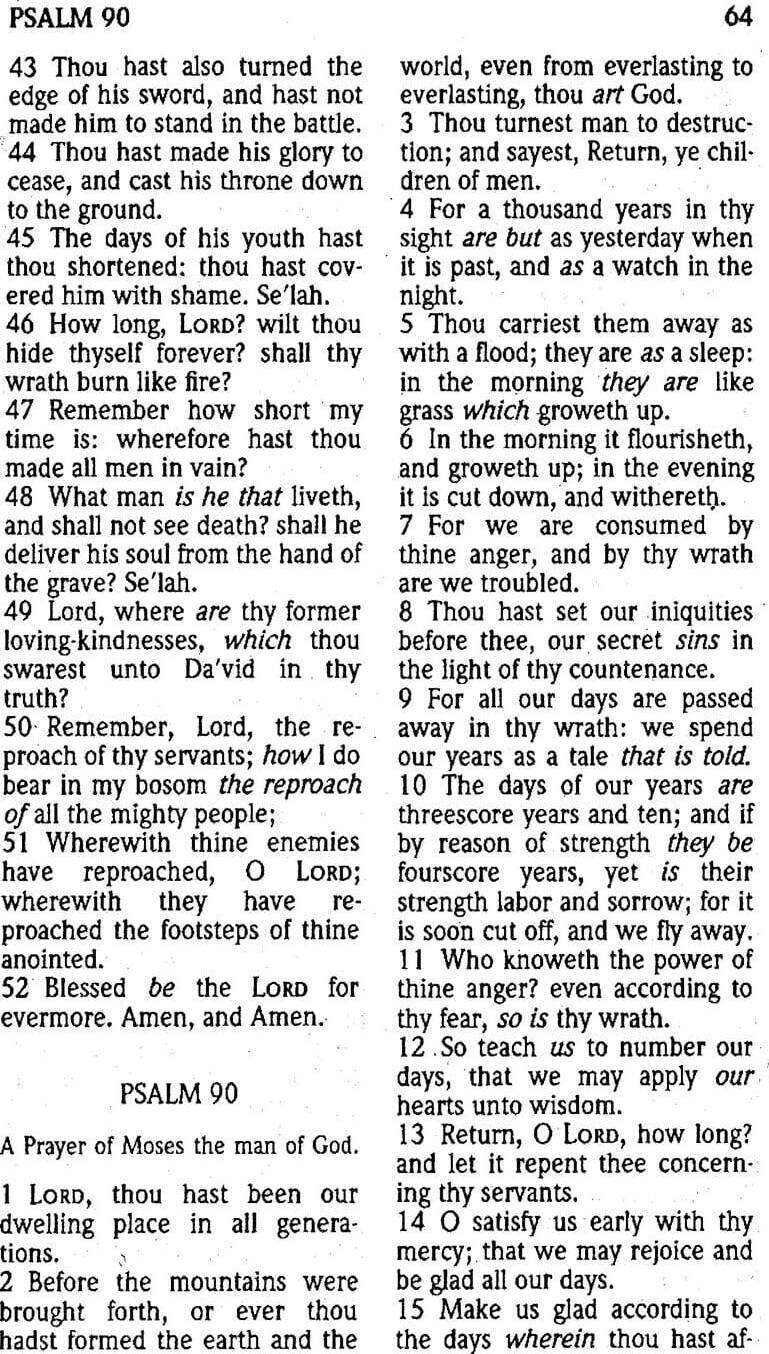 PSALM 90
64
43 Thou hast also turned the
edge of his sword, and hast not
made him to stand in the battle.
44 Thou hast made his glory to
cease, and cast his throne down
to the ground.
45 The days of his youth hast
thou shortened: thou hast cov-
ered him with shame. Se'lah.
46 How long, LORD? wilt thou
hide thyself forever? shall thy
wrath burn like fire?
47 Remember how short my
time is: wherefore hast thou
made all men in vain?
48 What man is he that liveth,
and shall not see death? shall he
deliver his soul from the hand of
the grave? Se'lah.
49 Lord, where are thy former
loving-kindnesses, which thou
swarest unto Da'vid in thy
truth?
50 Remember, Lord, the re-
proach of thy servants; how I do
bear in my bosom the reproach
of all the mighty people;
51 Wherewith thine enemies
have reproached, O LORD;
wherewith they have re-
proached the footsteps of thine
anointed.
52 Blessed be the LORD for
evermore. Amen, and Amen.
PSALM 90
A Prayer of Moses the man of God.
1 LORD, thou hast been our
dwelling place in all genera-
tions.
2 Before the mountains were
brought forth, or ever thou
hadst formed the earth and the
world, even from everlasting to
everlasting, thou art God.
3 Thou turnest man to destruc-
tion; and sayest, Return, ye chil-
dren of men.
4 For a thousand years in thy
sight are but as yesterday when
it is past, and as a watch in the
night.
5 Thou carriest them away as
with a flood; they are as a sleep:
in the morning they are like
grass which groweth up.
6 In the morning it flourisheth,
and groweth up; in the evening
it is cut down, and withereth.
7 For we are consumed by
thine anger, and by thy wrath
are we troubled.
8 Thou hast set our iniquities
before thee, our secret sins in
the light of thy countenance.
9 For all our days are passed
away in thy wrath: we spend
our years as a tale that is told.
10 The days of our years are
threescore years and ten; and if
by reason of strength they be
fourscore years, yet is their
strength labor and sorrow; for it
is soon cut off, and we fly away.
11 Who knoweth the power of
thine anger? even according to
thy fear, so is thy wrath.
12 So teach us to number our
days, that we may apply our
hearts unto wisdom.
13 Return, O LORD, how long?
and let it repent thee concern-
ing thy servants.
14 O satisfy us early with thy
mercy; that we may rejoice and
be glad all our days.
15 Make us glad according to
the days wherein thou hast af-